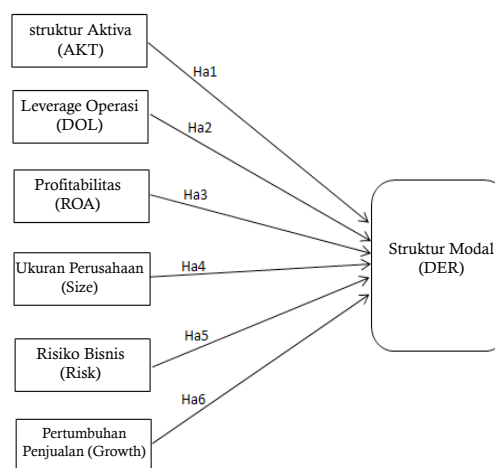 struktur Aktiva
(AKT)
Ha1
Leverage Operasi
(DOL)
Ha2
Profitabilitas
(ROA)
Ha3
Ukuran Perusahaan
(Size)
Ha4
Risiko Bisnis
(Risk)
Ha5
Pertumbuhan
Penjualan (Growth)
Ha6
Struktur Modal
(DER)